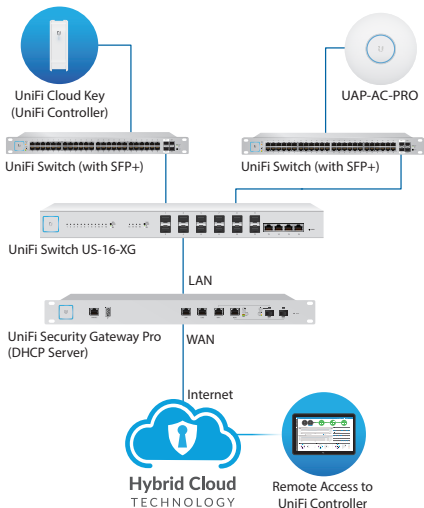 UniFi Cloud Key
(UniFi Controller)
UAP-AC-PRO
UniFi Switch (with SFP+)
UniFi Switch (with SFP+)
UniFi Switch US-16-XG
LAN
UniFi Security Gateway Pro
(DHCP Server)
WAN
Internet
Hybrid Cloud
TECHNOLOGY
Remote Access to
UniFi Controller